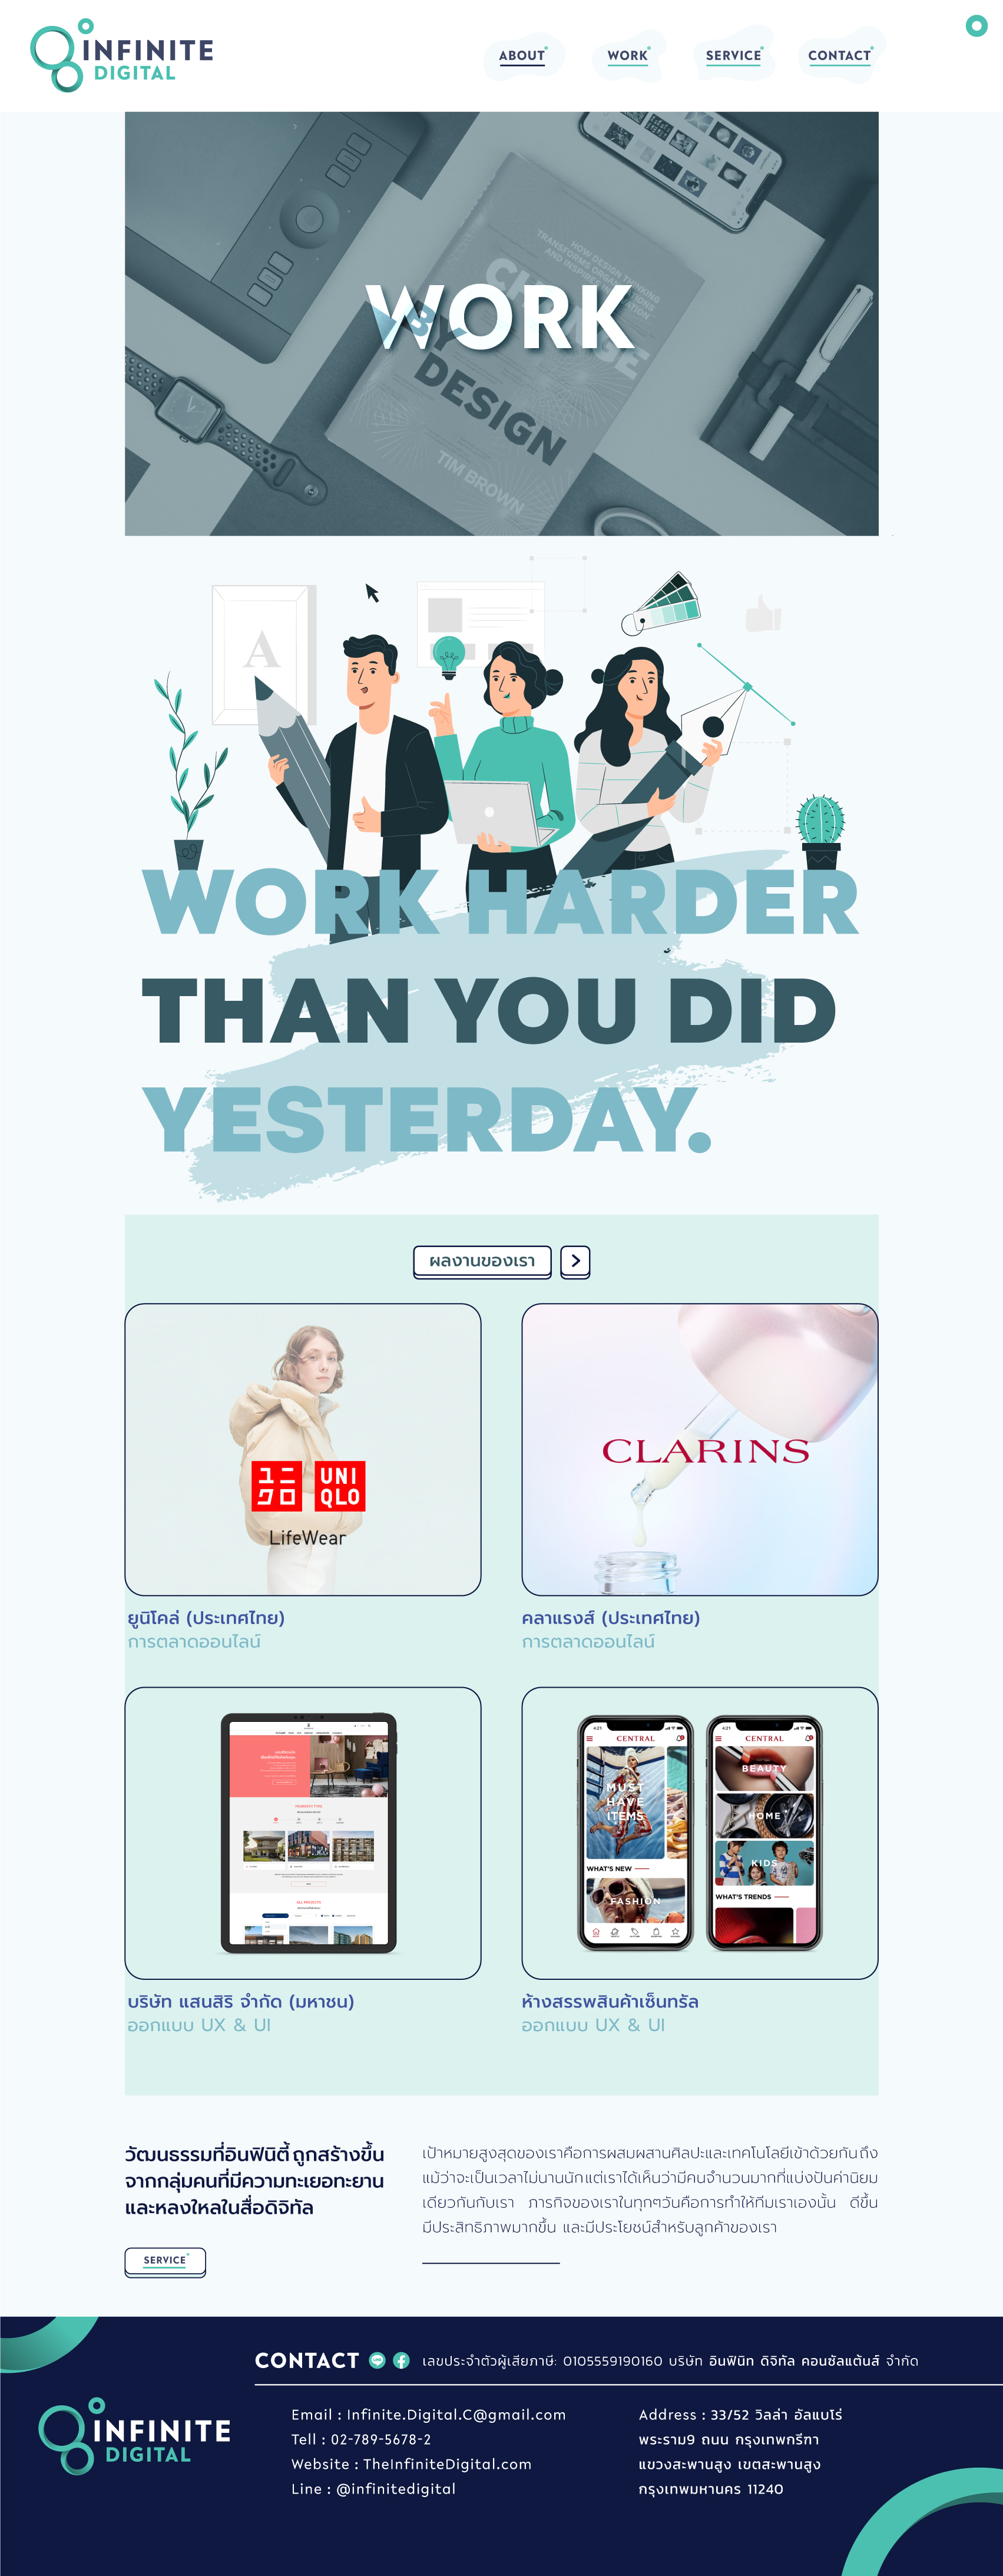 INFINITE
DIGITAL
ABOUT
WORK
SERVICE
CONTACT
HOW DESIGN THINKING
TRANSFORMS
AND INSPIRES
BY
DESIGN
TIM BROWN
WORK
A
WORK HARDER
THAN YOU DID
YESTERDAY.
ผลงานของเรา
ユニ
クロ
UNI
QLO
LifeWear
CLARINS
ยูนิโคล่ (ประเทศไทย)
การตลาดออนไลน์
คลาแรงส์ (ประเทศไทย)
การตลาดออนไลน์
ALL PROJECTS
4:21
CENTRAL
MUST
HAVE
ITEMS
WHAT'S NEW
FASHION
4:21
CENTRAL
BEAUTY
HOME
KIDS
WHAT'S TRENDS
บริษัท แสนสิริ จำกัด (มหาชน)
ออกแบบ UX & UI
ห้างสรรพสินค้าเซ็นทรัล
ออกแบบ UX & UI
วัฒนธรรมที่อินฟินิตี้ ถูกสร้างขึ้น
จากกลุ่มคนที่มีความทะเยอทะยาน
และหลงใหลในสื่อดิจิทัล
SERVICE
เป้าหมายสูงสุดของเราคือการผสมผสานศิลปะและเทคโนโลยีเข้าด้วยกัน ถึง
แม้ว่าจะเป็นเวลาไม่นานนัก แต่เราได้เห็นว่ามีคนจำนวนมากที่แบ่งปันค่านิยม
เดียวกันกับเรา ภารกิจของเราในทุกๆวันคือการทำให้ทีมเราเองนั้น ดีขึ้น
มีประสิทธิภาพมากขึ้น และมีประโยชน์สำหรับลูกค้าของเรา
CONTACT
เลขประจำตัวผู้เสียภาษี: 0105559190160 บริษัท อินฟินิท ดิจิทัล คอนซัลแต้นส์ จำกัด
INFINITE
DIGITAL
Email : Infinite.Digital.C@gmail.com
Tell : 02-789-5678-2
Website : TheInfiniteDigital.com
Line : @infinitedigital
Address : 33/52 วิลล่า อัลแบโร่
พระราม9 ถนน กรุงเทพกรีฑา
แขวงสะพานสูง เขตสะพานสูง
กรุงเทพมหานคร 11240